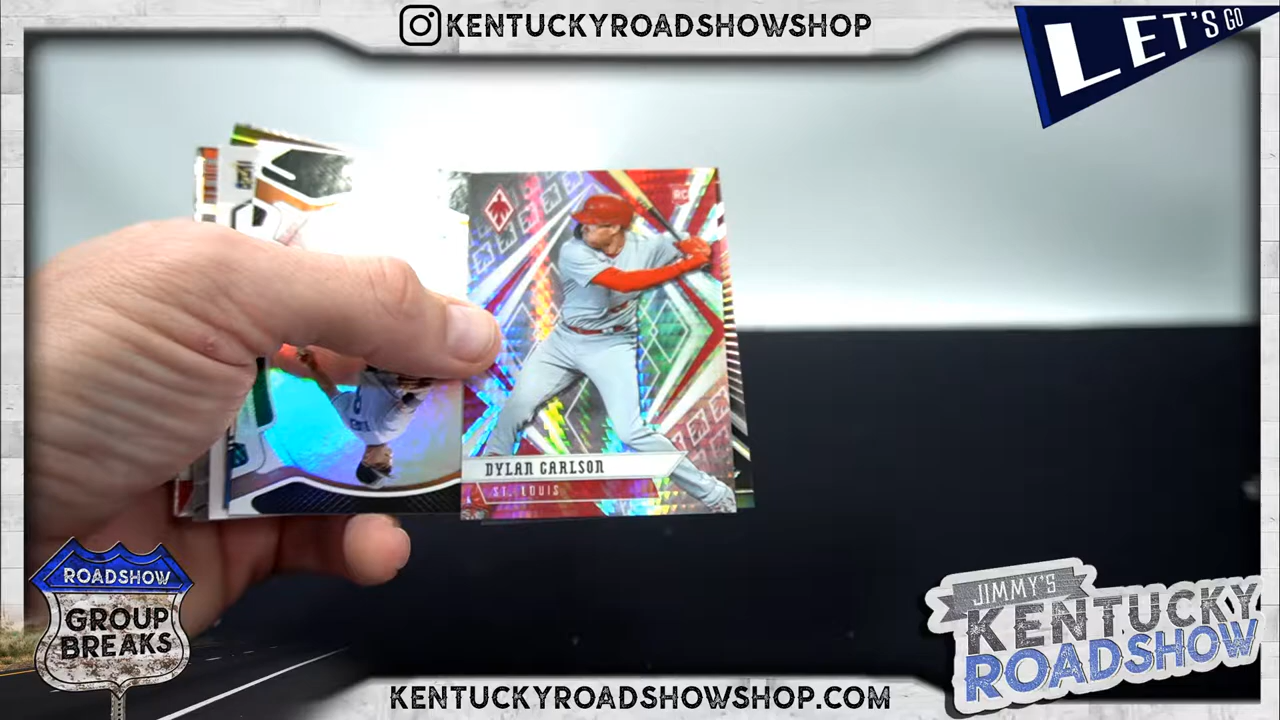 KENTUCKYROADSHOWSHOP
LET'S GO
RC
DYLAN CARLSON
ST. LOUIS
ROADSHOW
GROUP
BREAKS
JIMMY'S
KENTUCKY
ROADSHOW
KENTUCKYROADSHOWSHOP.COM